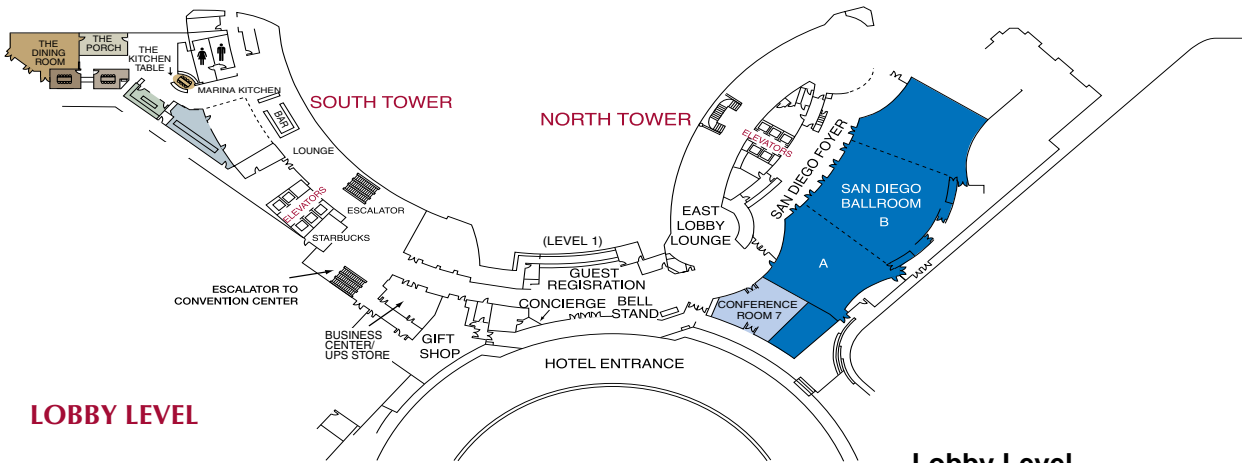 THE
DINING
ROOM
THE
PORCH
THE
KITCHEN
TABLE
MARINA KITCHEN
BAR
LOUNGE
SOUTH TOWER
ELEVATORS
ESCALATOR
STARBUCKS
ESCALATOR TO
CONVENTION CENTER
BUSINESS
CENTER/
UPS STORE
GIFT
SHOP
(LEVEL 1)
GUEST
REGISRATION
CONCIERGE
BELL
STAND
HOTEL ENTRANCE
NORTH TOWER
ELEVATORS
EAST
LOBBY
LOUNGE
SAN DIEGO FOYER
SAN DIEGO
BALLROOM
B
A
CONFERENCE
ROOM 7
LOBBY LEVEL
Lobby Level